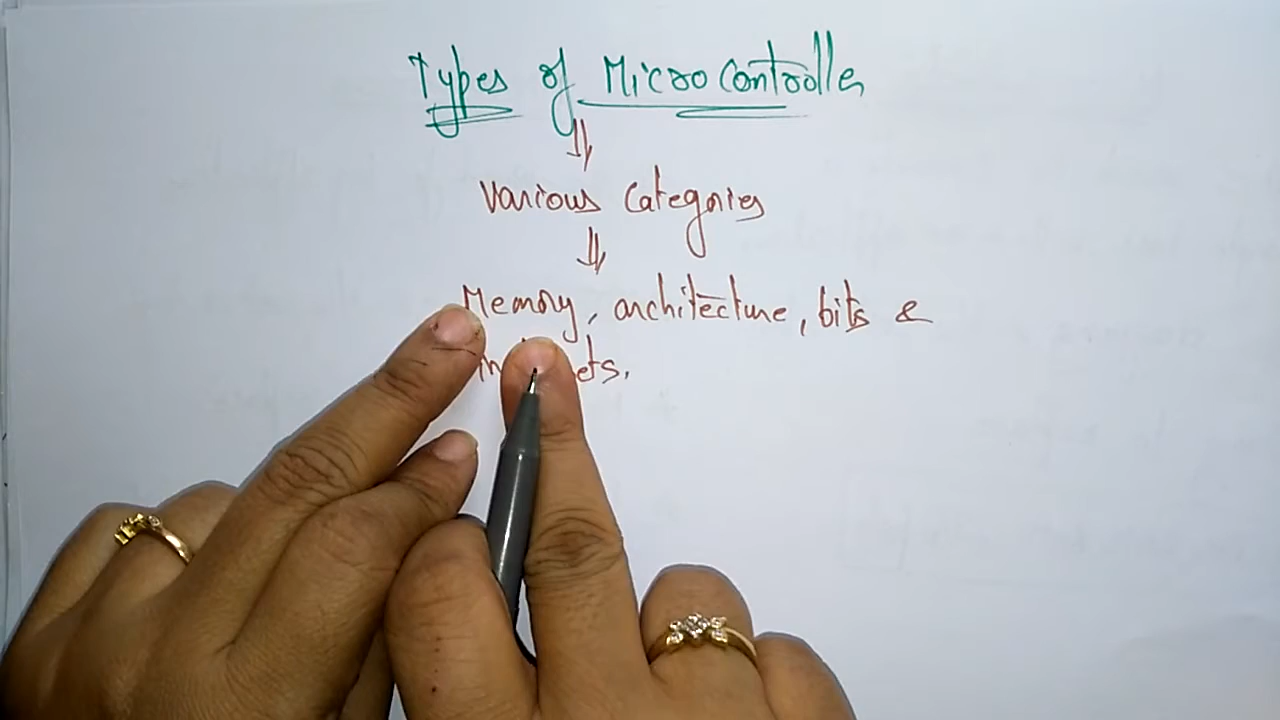 Types of Microcontroller
Various Categories
Memory, architecture, bits &